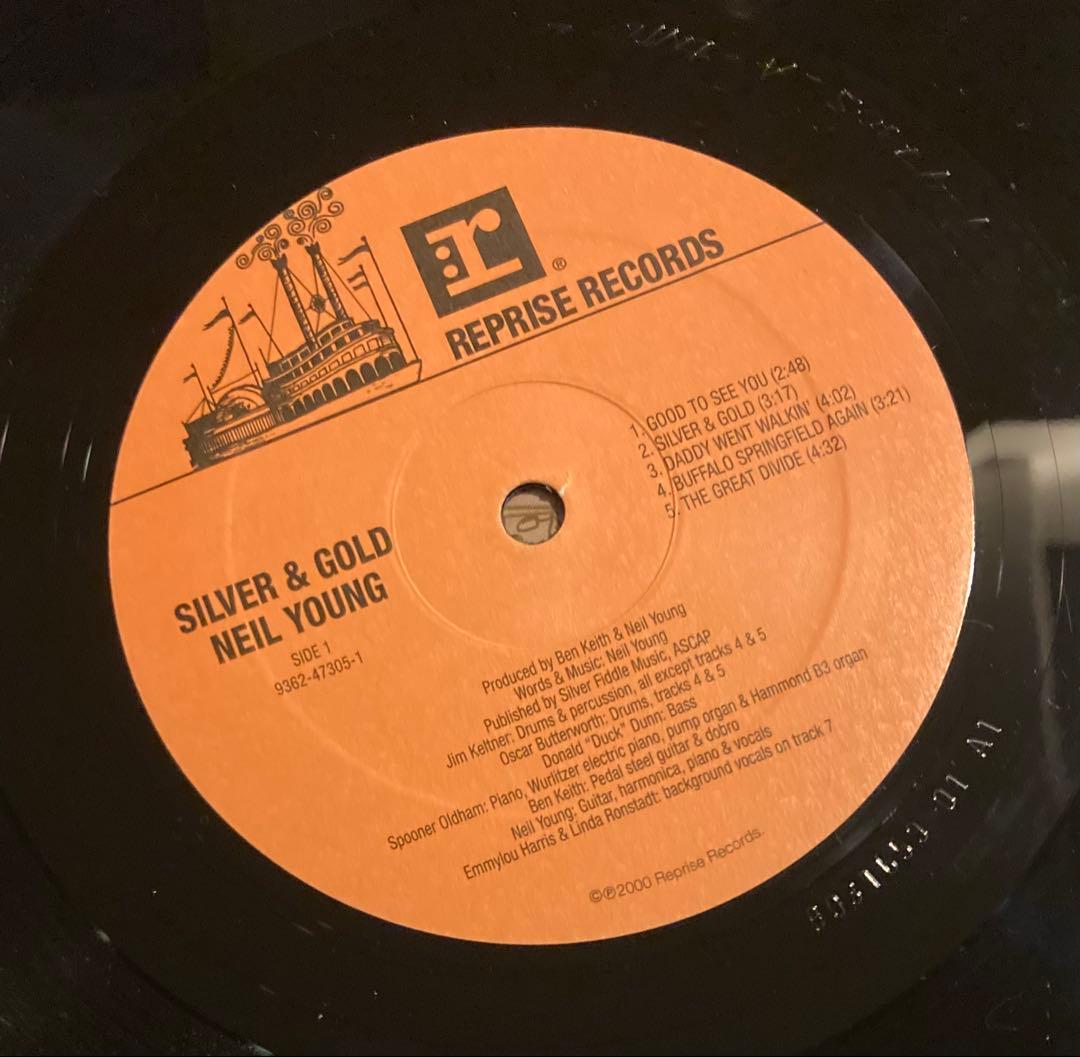 r ®
REPRISE RECORDS
1. GOOD TO SEE YOU (2:48)
2. SILVER & GOLD (3:17)
3. DADDY WENT WALKIN' (4:02)
4. BUFFALO SPRINGFIELD AGAIN (3:21)
5. THE GREAT DIVIDE (4:32)
SILVER & GOLD
NEIL YOUNG
SIDE 1
9362-47305-1
Produced by Ben Keith & Neil Young
Words & Music: Neil Young
Published by Silver Fiddle Music, ASCAP
Jim Keltner: Drums & percussion, all except tracks 4 & 5
Oscar Butterworth: Drums, tracks 4 & 5
Donald "Duck" Dunn: Bass
Spooner Oldham: Piano, Wurlitzer electric piano, pump organ & Hammond B3 organ
Ben Keith: Pedal steel guitar & dobro
Neil Young: Guitar, harmonica, piano & vocals
Emmylou Harris & Linda Ronstadt: background vocals on track 7
©℗2000 Reprise Records.
01 A1